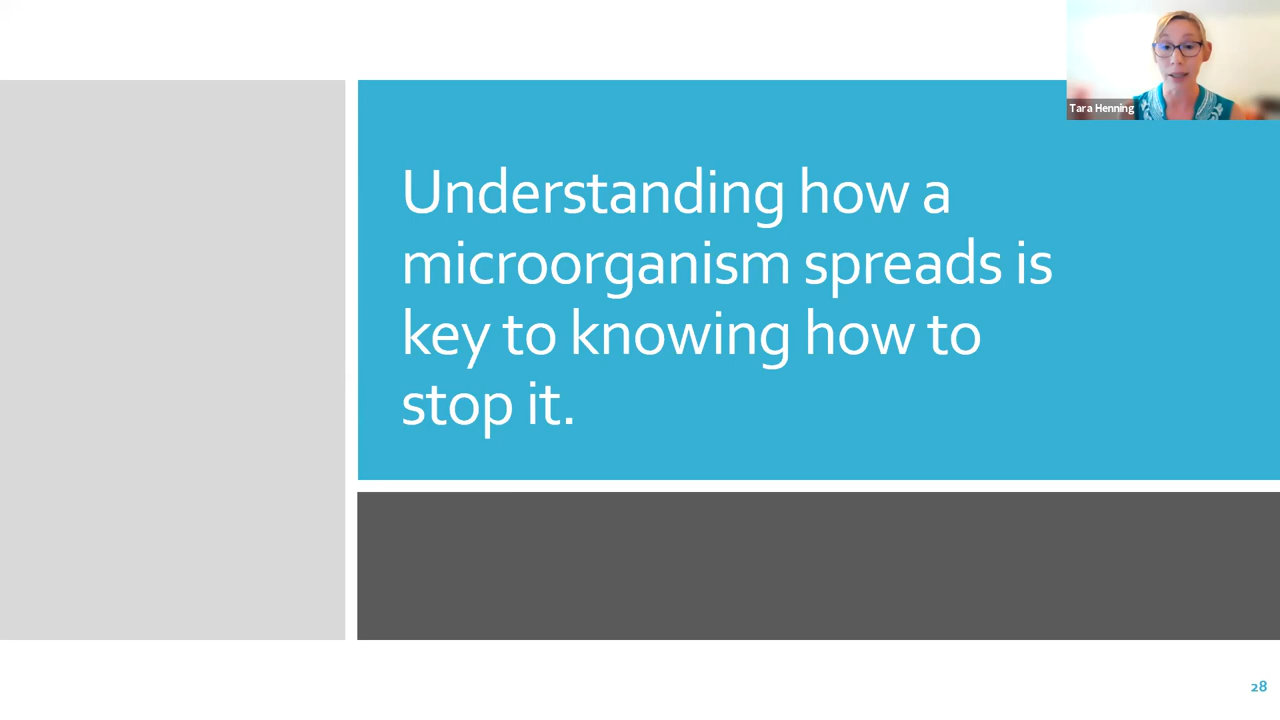 Tara Henning
Understanding how a
microorganism spreads is
key to knowing how to
stop it.
28